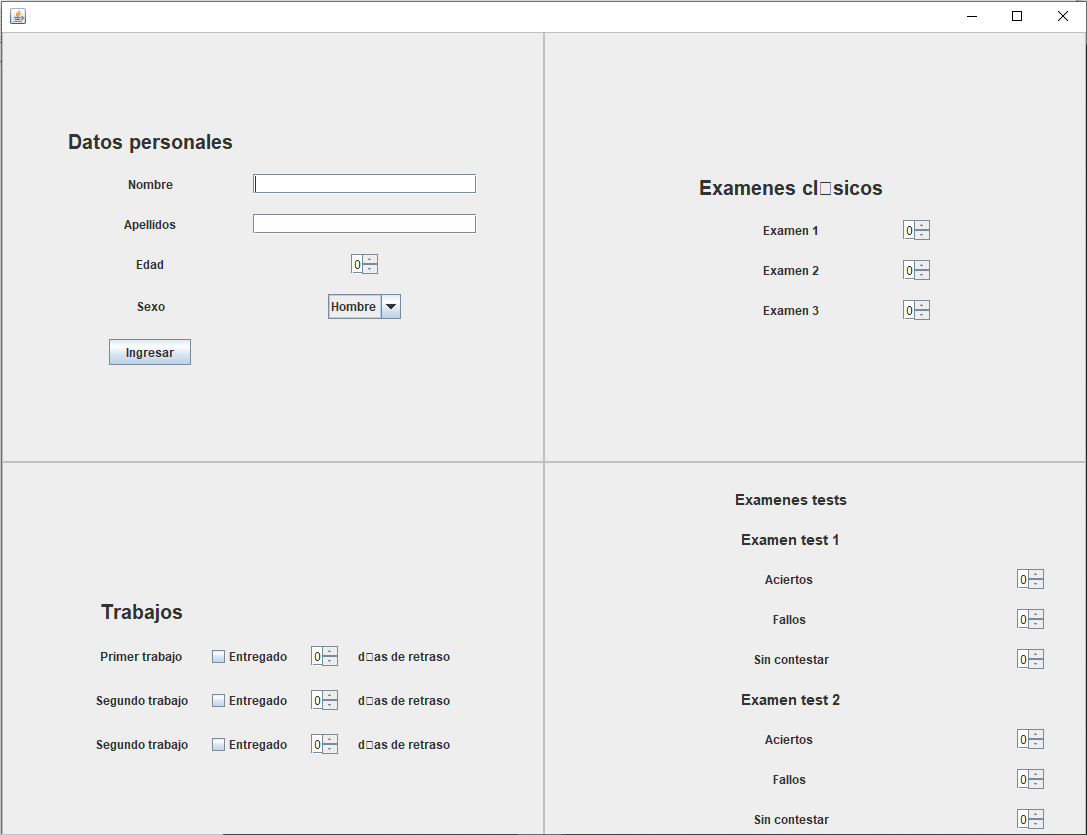 Datos personales
Nombre
Apellidos
Edad 0
Sexo Hombre
Ingresar
Examenes cl□sicos
Examen 1 0
Examen 2 0
Examen 3 0
Trabajos
Primer trabajo Entregado 0 d□as de retraso
Segundo trabajo Entregado 0 d□as de retraso
Segundo trabajo Entregado 0 d□as de retraso
Examenes tests
Examen test 1
Aciertos 0
Fallos 0
Sin contestar 0
Examen test 2
Aciertos 0
Fallos 0
Sin contestar 0